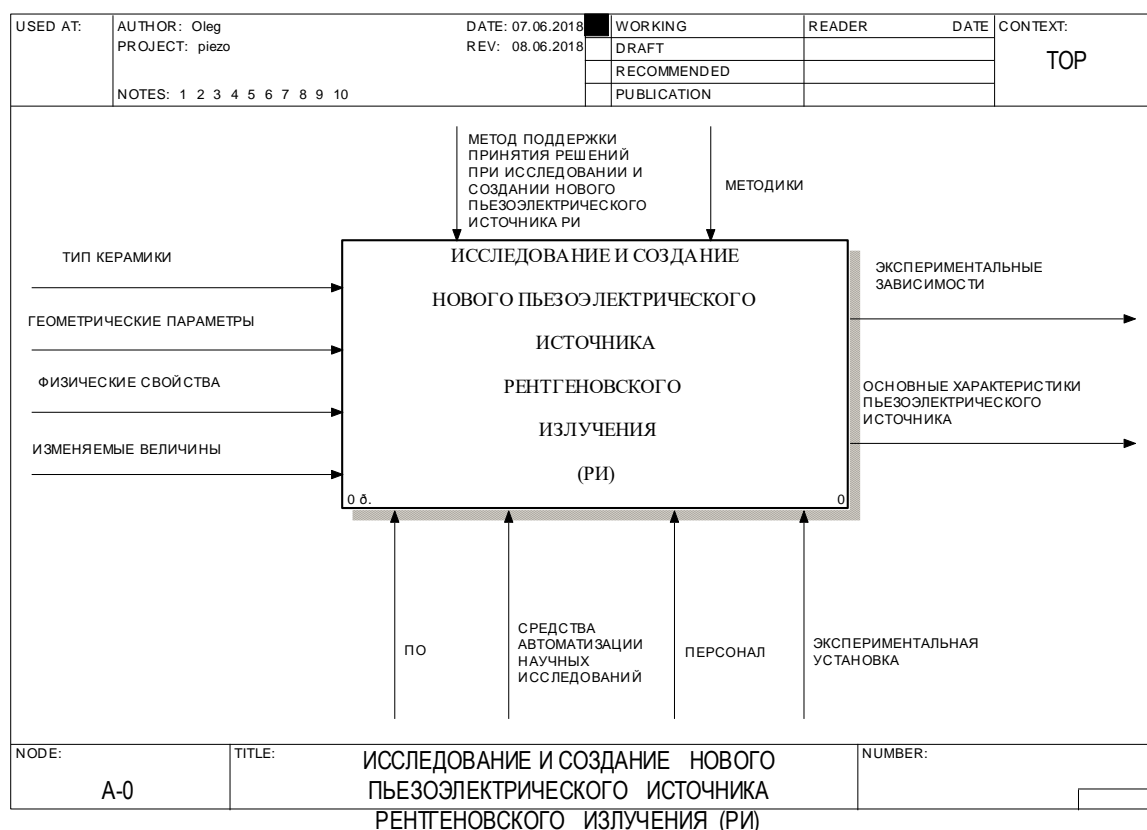 USED AT:
AUTHOR: Oleg
DATE: 07.06.2018
WORKING
READER
DATE
CONTEXT:
PROJECT: piezo
REV: 08.06.2018
DRAFT
TOP
RECOMMENDED
NOTES: 1 2 3 4 5 6 7 8 9 10
PUBLICATION
МЕТОД ПОДДЕРЖКИ
ПРИНЯТИЯ РЕШЕНИЙ
ПРИ ИССЛЕДОВАНИИ И
СОЗДАНИИ НОВОГО
ПЬЕЗОЭЛЕКТРИЧЕСКОГО
ИСТОЧНИКА РИ
МЕТОДИКИ
ТИП КЕРАМИКИ
ГЕОМЕТРИЧЕСКИЕ ПАРАМЕТРЫ
ФИЗИЧЕСКИЕ СВОЙСТВА
ИЗМЕНЯЕМЫЕ ВЕЛИЧИНЫ
ИССЛЕДОВАНИЕ И СОЗДАНИЕ
НОВОГО ПЬЕЗОЭЛЕКТРИЧЕСКОГО
ИСТОЧНИКА
РЕНТГЕНОВСКОГО
ИЗЛУЧЕНИЯ
(РИ)
0 ð.
0
ЭКСПЕРИМЕНТАЛЬНЫЕ
ЗАВИСИМОСТИ
ОСНОВНЫЕ ХАРАКТЕРИСТИКИ
ПЬЕЗОЭЛЕКТРИЧЕСКОГО
ИСТОЧНИКА
ПО
СРЕДСТВА
АВТОМАТИЗАЦИИ
НАУЧНЫХ
ИССЛЕДОВАНИЙ
ПЕРСОНАЛ
ЭКСПЕРИМЕНТАЛЬНАЯ
УСТАНОВКА
NODE:
A-0
TITLE:
ИССЛЕДОВАНИЕ И СОЗДАНИЕ НОВОГО
ПЬЕЗОЭЛЕКТРИЧЕСКОГО ИСТОЧНИКА
РЕНТГЕНОВСКОГО ИЗЛУЧЕНИЯ (РИ)
NUMBER: